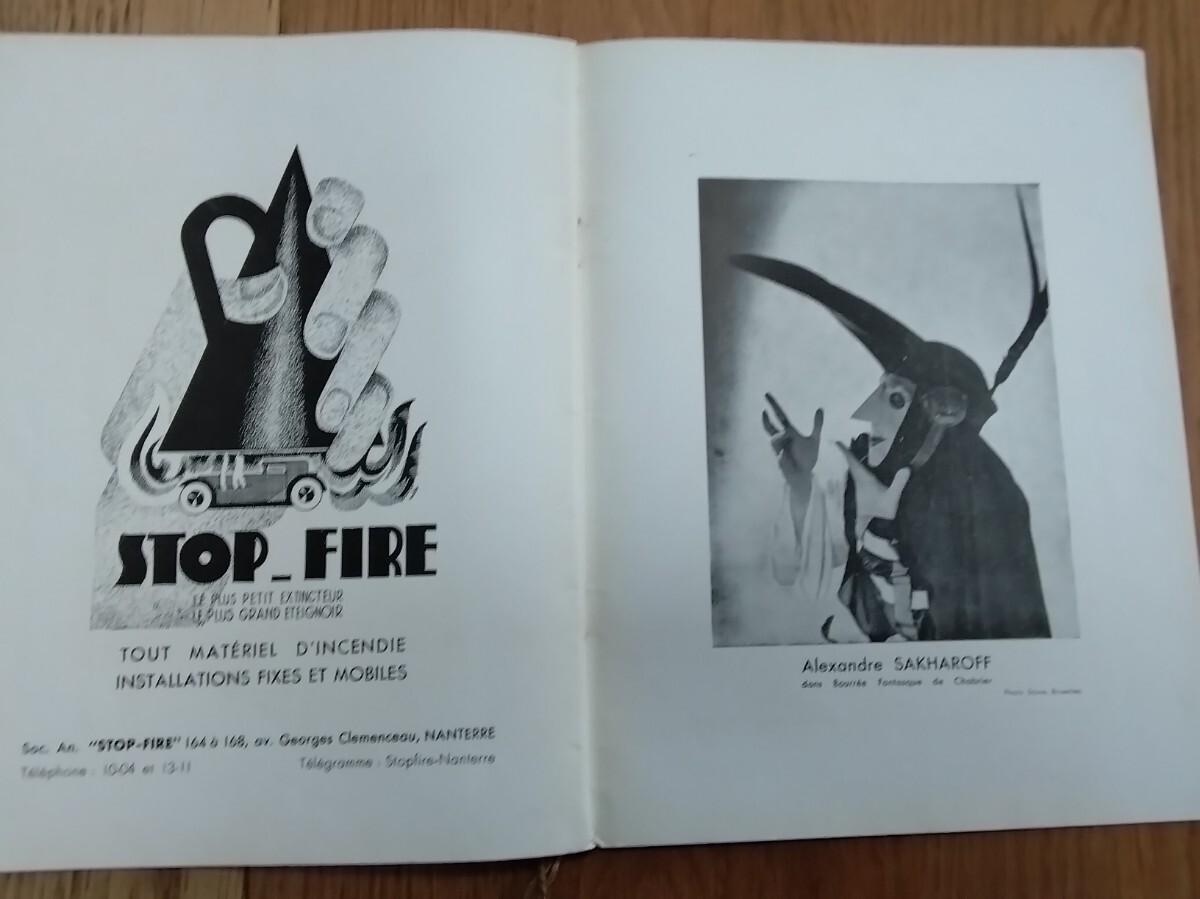 STOP_FIRE
LE PLUS PETIT EXTINCTEUR
LE PLUS GRAND ETEIGNOIR
TOUT MATÉRIEL D'INCENDIE
INSTALLATIONS FIXES ET MOBILES
Soc. An. "STOP-FIRE" 164 à 168, av. Georges Clemenceau, NANTERRE
Téléphone : 10-04 et 13-11 Télégramme : Stopfire-Nanterre
Alexandre SAKHAROFF
dans Bourrée Fantasque de Chabrier
Photo Bruxelles